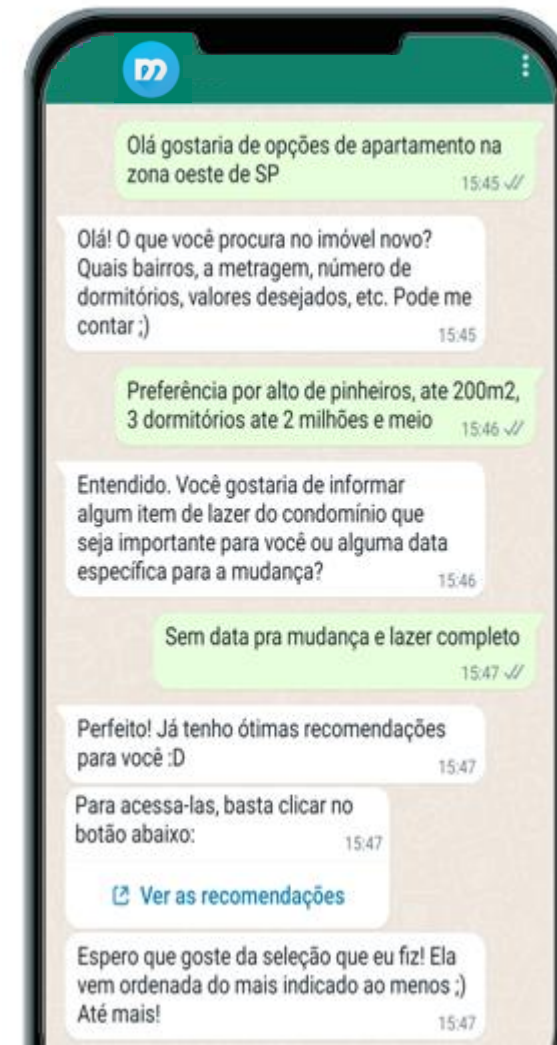 Olá gostaria de opções de apartamento na
zona oeste de SP
15:45
Olá! O que você procura no imóvel novo?
Quais bairros, a metragem, número de
dormitórios, valores desejados, etc. Pode me
contar ;)
15:45
Preferência por alto de pinheiros, ate 200m2,
3 dormitórios ate 2 milhões e meio
15:46
Entendido. Você gostaria de informar
algum item de lazer do condomínio que
seja importante para você ou alguma data
específica para a mudança?
15:46
Sem data pra mudança e lazer completo
15:47
Perfeito! Já tenho ótimas recomendações
para você :D
15:47
Para acessa-las, basta clicar no
botão abaixo:
15:47
Ver as recomendações
Espero que goste da seleção que eu fiz! Ela
vem ordenada do mais indicado ao menos ;)
Até mais!
15:47